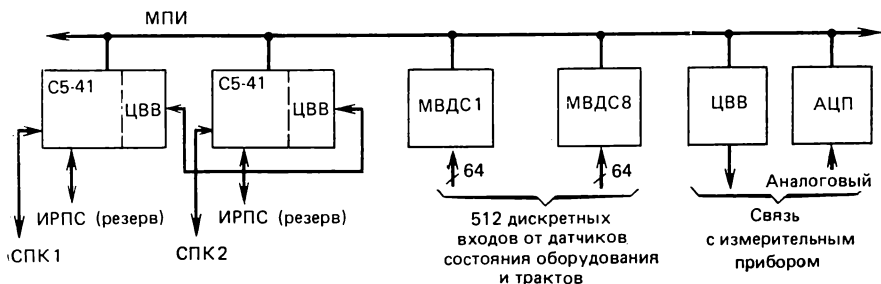 МПИ
С5-41
ЦВВ
С5-41
ЦВВ
МВДС1
МВДС8
ЦВВ
АЦП
64
64
Аналоговый
ИРПС (резерв)
ИРПС (резерв)
СПК1
СПК2
512 дискретных
входов от датчиков
состояния оборудования
и трактов
Связь
с измерительным
прибором